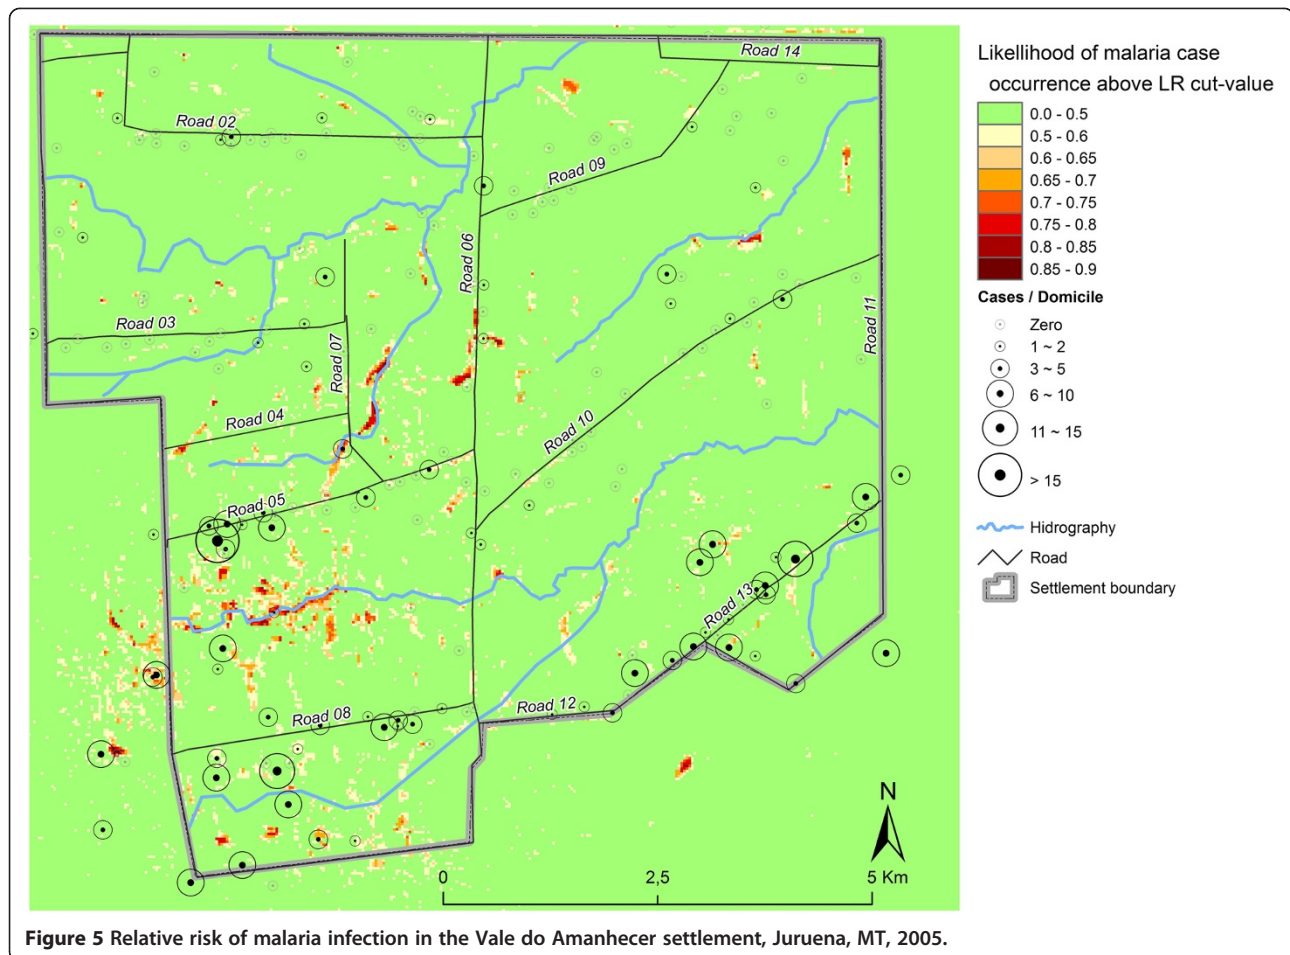 Road 14
Road 02
Road 09
Road 06
Road 11
Road 03
Road 07
Road 04
Road 10
Road 05
Road 13
Road 12
Road 08
N
0 2,5 5 Km
Likellihood of malaria case
occurrence above LR cut-value
0.0 - 0.5
0.5 - 0.6
0.6 - 0.65
0.65 - 0.7
0.7 - 0.75
0.75 - 0.8
0.8 - 0.85
0.85 - 0.9
Cases / Domicile
Zero
1 ~ 2
3 ~ 5
6 ~ 10
11 ~ 15
> 15
Hidrography
Road
Settlement boundary
Figure 5 Relative risk of malaria infection in the Vale do Amanhecer settlement, Juruena, MT, 2005.